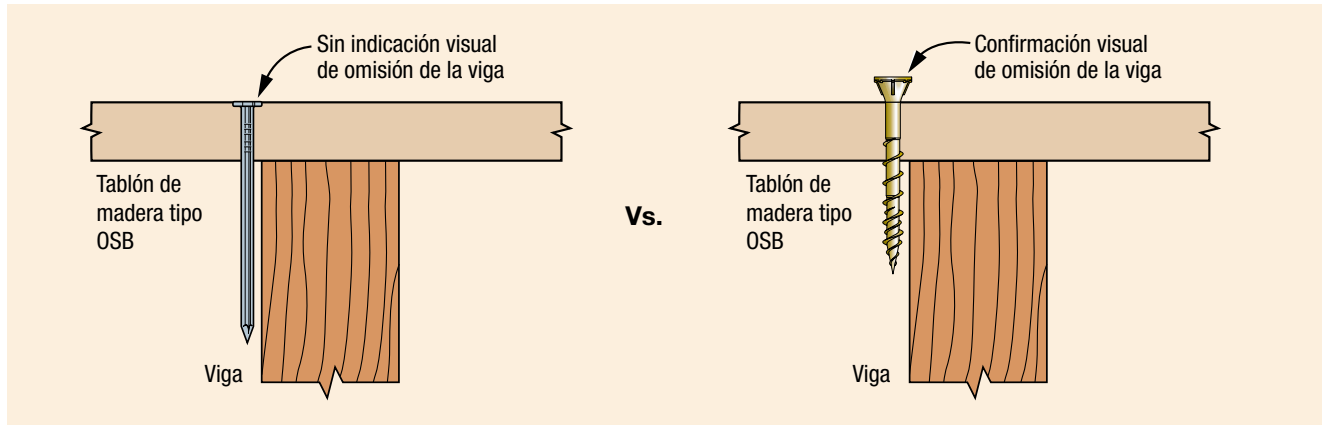 Sin indicación visual
de omisión de la viga
Tablón de
madera tipo
OSB
Viga
Vs.
Confirmación visual
de omisión de la viga
Tablón de
madera tipo
OSB
Viga